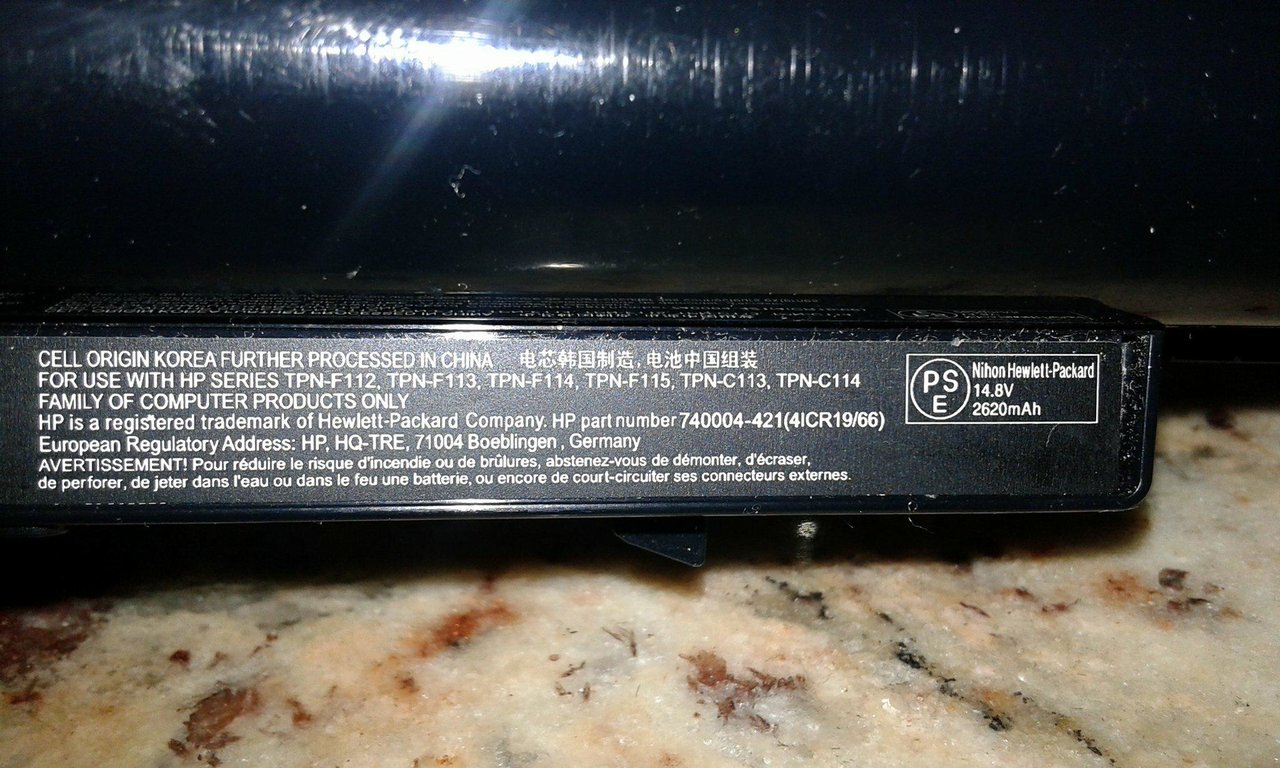 CELL ORIGIN KOREA FURTHER PROCESSED IN CHINA 电芯韩国制造, 电池中国组装
FOR USE WITH HP SERIES TPN-F112, TPN-F113, TPN-F114, TPN-F115, TPN-C113, TPN-C114
FAMILY OF COMPUTER PRODUCTS ONLY
HP is a registered trademark of Hewlett-Packard Company. HP part number 740004-421(4ICR19/66)
European Regulatory Address: HP, HQ-TRE, 71004 Boeblingen , Germany
AVERTISSEMENT! Pour réduire le risque d'incendie ou de brûlures, abstenez-vous de démonter, d'écraser,
de perforer, de jeter dans l'eau ou dans le feu une batterie, ou encore de court-circuiter ses connecteurs externes.
PS
E
Nihon Hewlett-Packard
14.8V
2620mAh